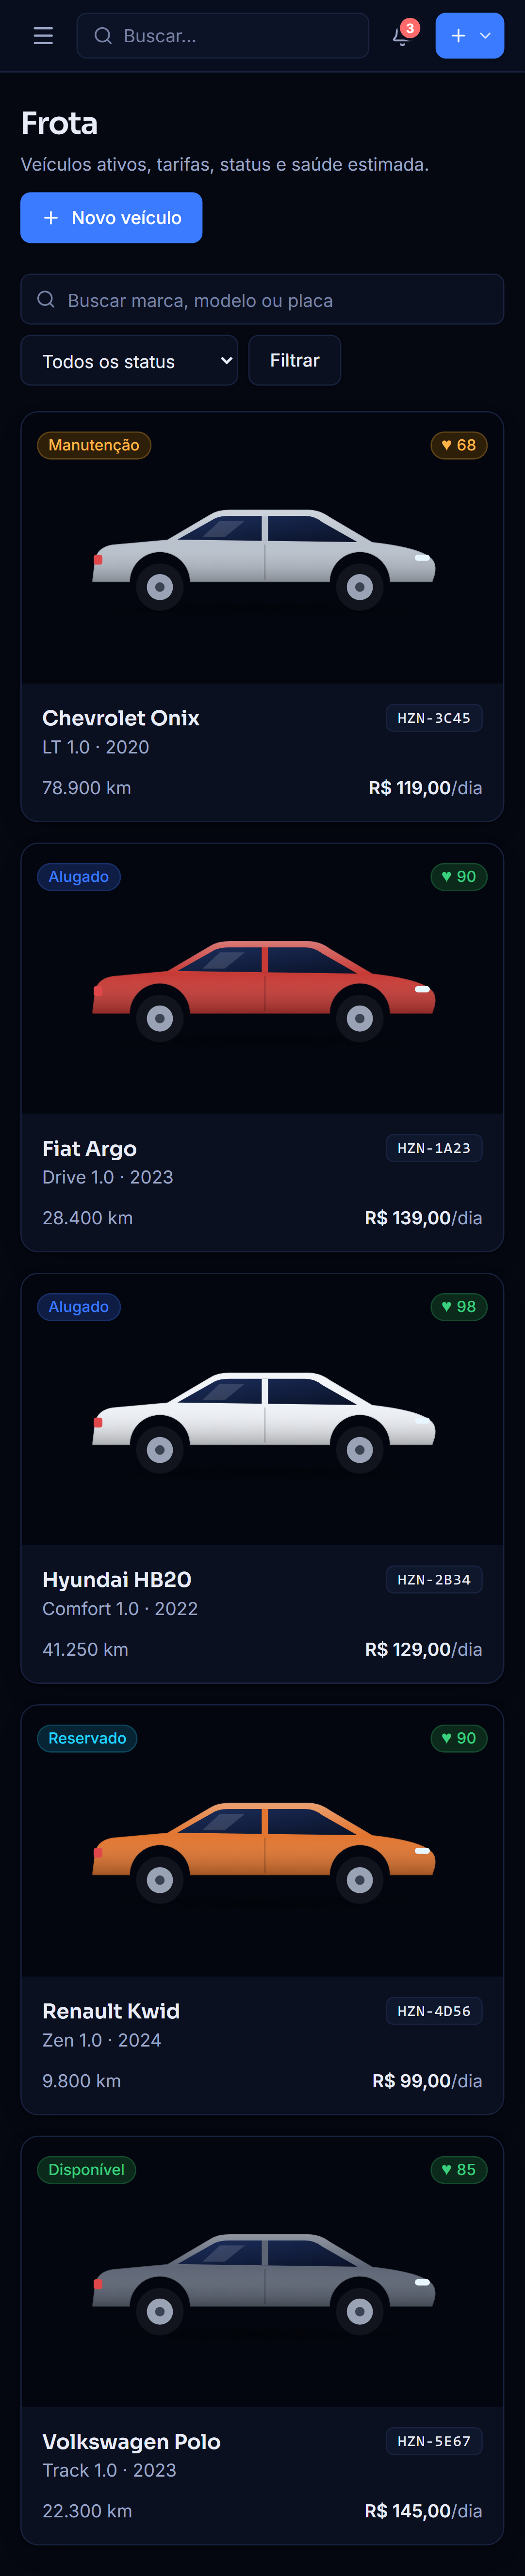 Buscar...
3
Frota
Veículos ativos, tarifas, status e saúde estimada.
+ Novo veículo
Buscar marca, modelo ou placa
Todos os status
Filtrar
Manutenção
♥ 68
Chevrolet Onix
HZN-3C45
LT 1.0 · 2020
78.900 km
R$ 119,00/dia
Alugado
♥ 90
Fiat Argo
HZN-1A23
Drive 1.0 · 2023
28.400 km
R$ 139,00/dia
Alugado
♥ 98
Hyundai HB20
HZN-2B34
Comfort 1.0 · 2022
41.250 km
R$ 129,00/dia
Reservado
♥ 90
Renault Kwid
HZN-4D56
Zen 1.0 · 2024
9.800 km
R$ 99,00/dia
Disponível
♥ 85
Volkswagen Polo
HZN-5E67
Track 1.0 · 2023
22.300 km
R$ 145,00/dia